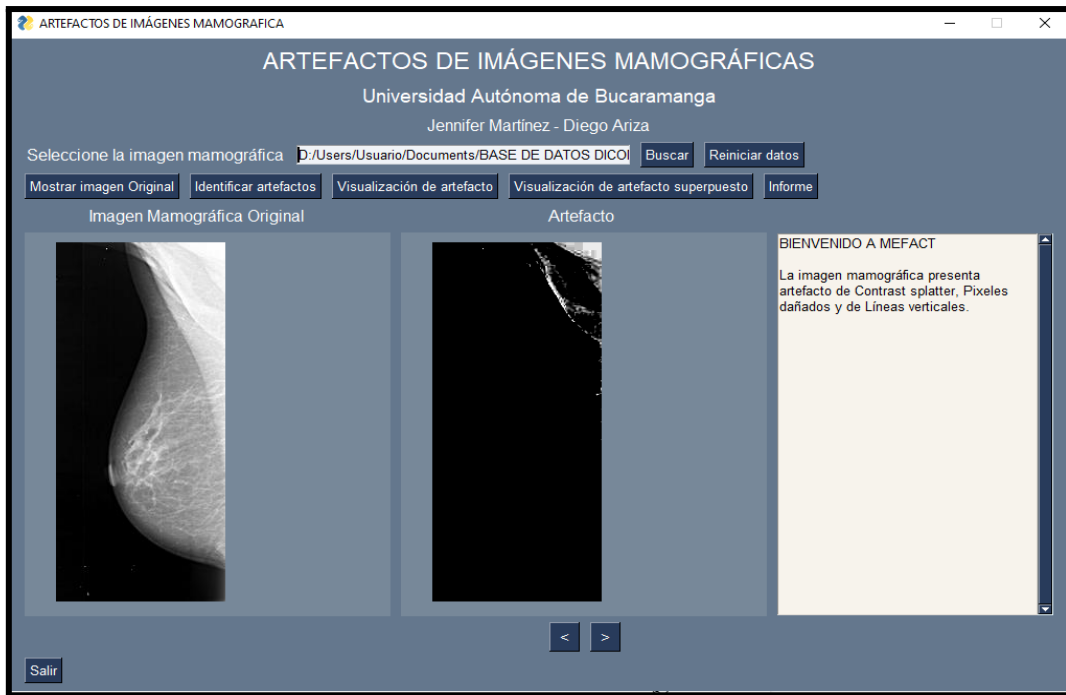 ARTEFACTOS DE IMÁGENES MAMOGRAFICA
ARTEFACTOS DE IMÁGENES MAMOGRÁFICAS
Universidad Autónoma de Bucaramanga
Jennifer Martínez - Diego Ariza
Seleccione la imagen mamográfica D:/Users/Usuario/Documents/BASE DE DATOS DICOI Buscar Reiniciar datos
Mostrar imagen Original Identificar artefactos Visualización de artefacto Visualización de artefacto superpuesto Informe
Imagen Mamográfica Original Artefacto
BIENVENIDO A MEFACT
La imagen mamográfica presenta
artefacto de Contrast splatter, Pixeles
dañados y de Líneas verticales.
< >
Salir